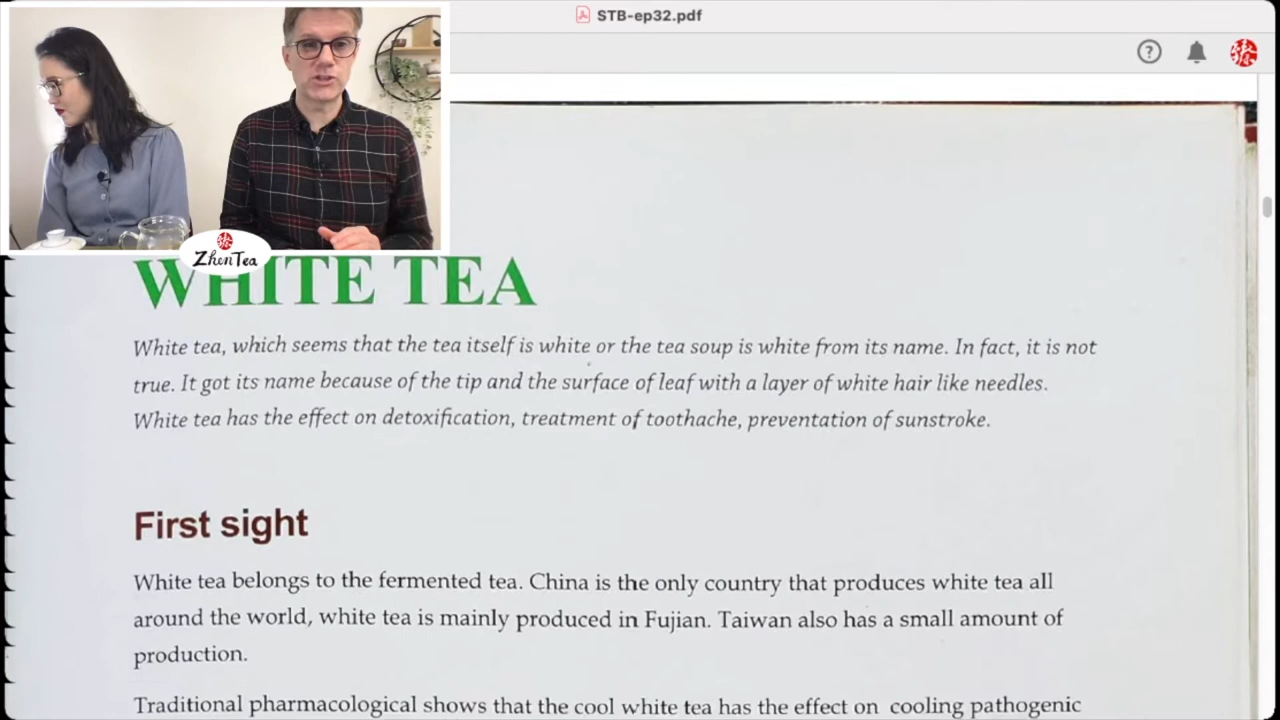 STB-ep32.pdf
ZhenTea
WHITE TEA
White tea, which seems that the tea itself is white or the tea soup is white from its name. In fact, it is not
true. It got its name because of the tip and the surface of leaf with a layer of white hair like needles.
White tea has the effect on detoxification, treatment of toothache, preventation of sunstroke.
First sight
White tea belongs to the fermented tea. China is the only country that produces white tea all
around the world, white tea is mainly produced in Fujian. Taiwan also has a small amount of
production.
Traditional pharmacological shows that the cool white tea has the effect on cooling pathogenic